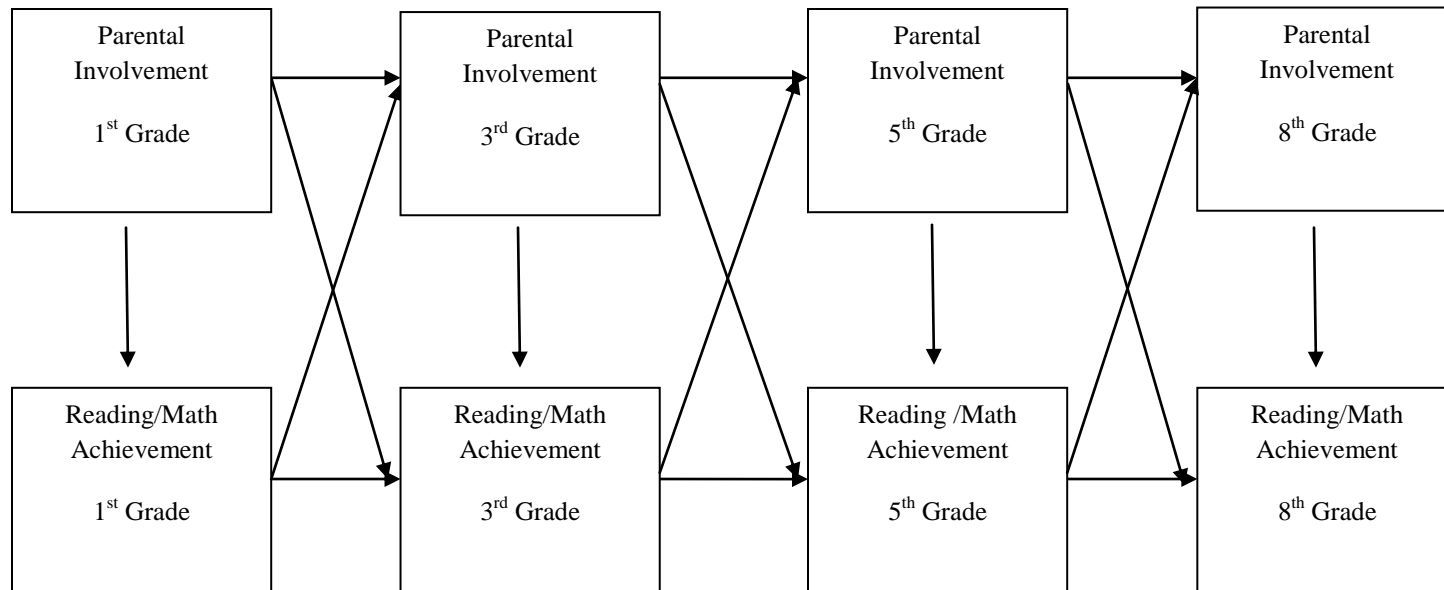 Parental
Involvement
1st Grade
Parental
Involvement
3rd Grade
Parental
Involvement
5th Grade
Parental
Involvement
8th Grade
Reading/Math
Achievement
1st Grade
Reading/Math
Achievement
3rd Grade
Reading /Math
Achievement
5th Grade
Reading/Math
Achievement
8th Grade